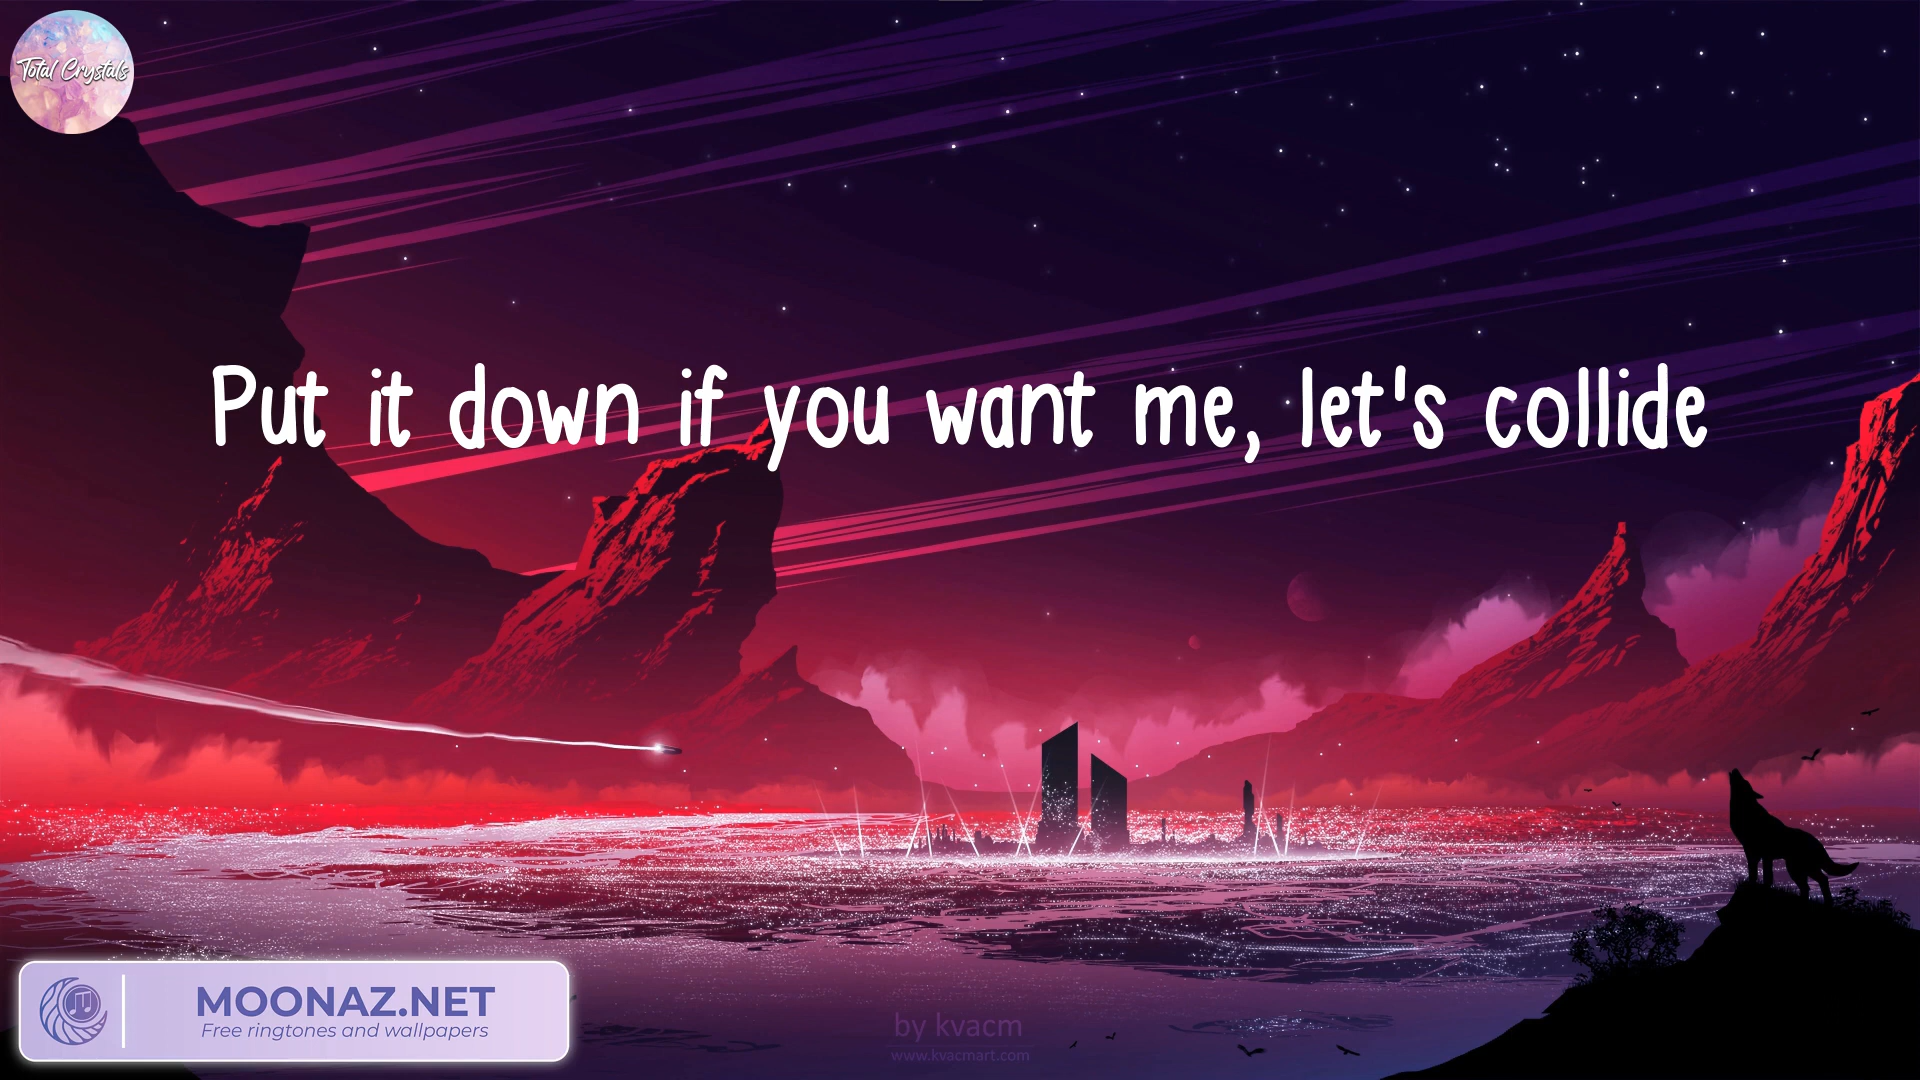 Total Crystals
Put it down if you want me, let's collide
MOONAZ.NET
Free ringtones and wallpapers
by kvacm
www.kvacmart.com